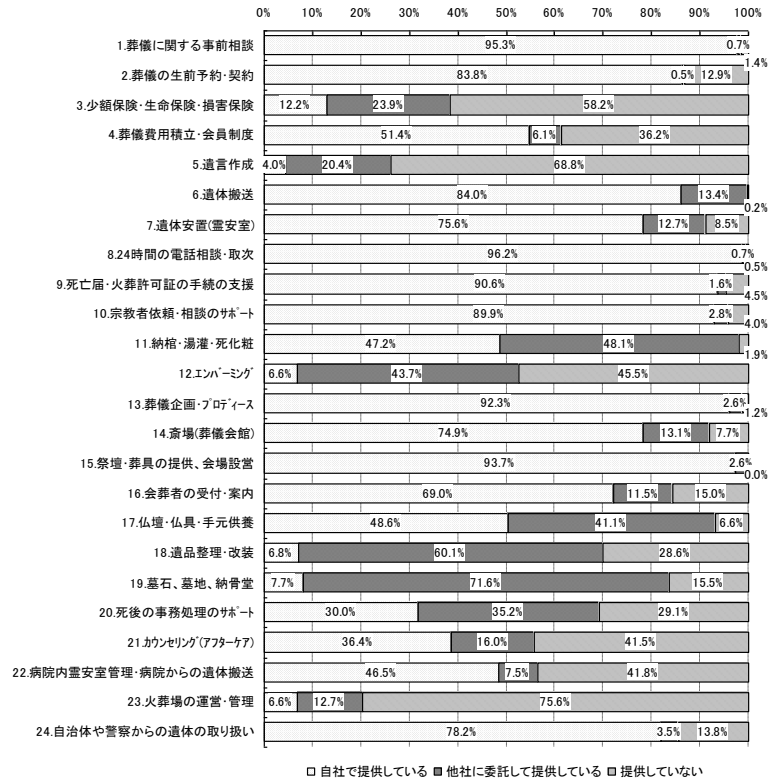 0% 10% 20% 30% 40% 50% 60% 70% 80% 90% 100%
1.葬儀に関する事前相談 95.3% 0.7% 1.4%
2.葬儀の生前予約・契約 83.8% 0.5% 12.9%
3.少額保険・生命保険・損害保険 12.2% 23.9% 58.2%
4.葬儀費用積立・会員制度 51.4% 6.1% 36.2%
5.遺言作成 4.0% 20.4% 68.8%
6.遺体搬送 84.0% 13.4% 0.2%
7.遺体安置(霊安室) 75.6% 12.7% 8.5%
8.24時間の電話相談・取次 96.2% 0.7% 0.5%
9.死亡届・火葬許可証の手続の支援 90.6% 1.6% 4.5%
10.宗教者依頼・相談のサポート 89.9% 2.8% 4.0%
11.納棺・湯灌・死化粧 47.2% 48.1% 1.9%
12.エンバーミング 6.6% 43.7% 45.5%
13.葬儀企画・プロディース 92.3% 2.6% 1.2%
14.斎場(葬儀会館) 74.9% 13.1% 7.7%
15.祭壇・葬具の提供、会場設営 93.7% 2.6% 0.0%
16.会葬者の受付・案内 69.0% 11.5% 15.0%
17.仏壇・仏具・手元供養 48.6% 41.1% 6.6%
18.遺品整理・改装 6.8% 60.1% 28.6%
19.墓石、墓地、納骨堂 7.7% 71.6% 15.5%
20.死後の事務処理のサポート 30.0% 35.2% 29.1%
21.カウンセリング(アフターケア) 36.4% 16.0% 41.5%
22.病院内霊安室管理・病院からの遺体搬送 46.5% 7.5% 41.8%
23.火葬場の運営・管理 6.6% 12.7% 75.6%
24.自治体や警察からの遺体の取り扱い 78.2% 3.5% 13.8%
自社で提供している 他社に委託して提供している 提供していない